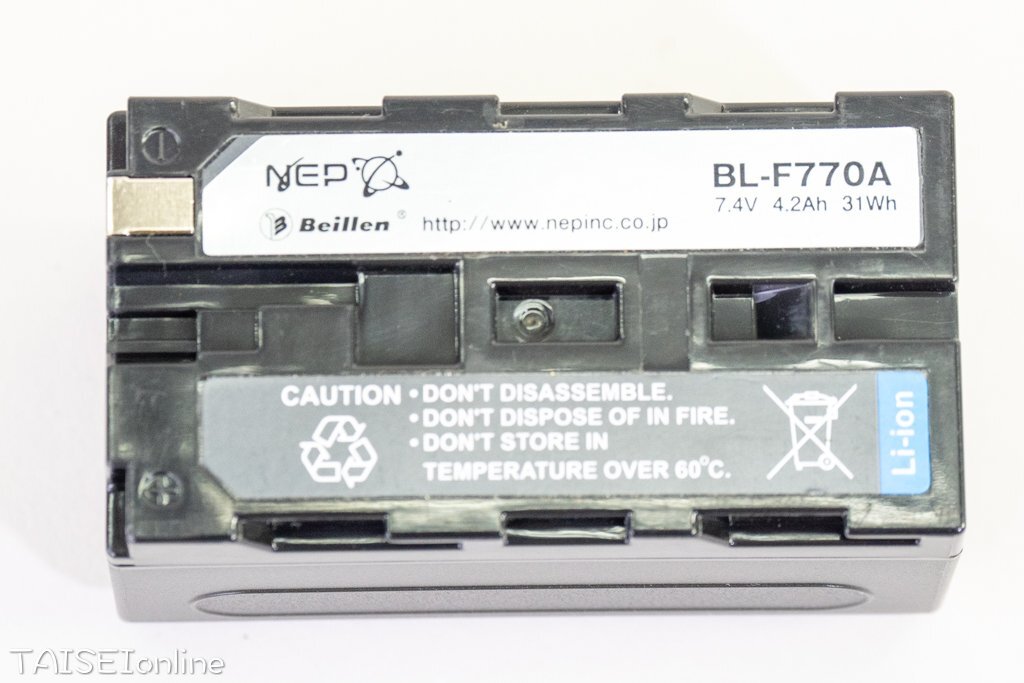 NEP
BL-F770A
7.4V 4.2Ah 31Wh
Beillen® http://www.nepinc.co.jp
CAUTION • DON'T DISASSEMBLE.
• DON'T DISPOSE OF IN FIRE.
• DON'T STORE IN
TEMPERATURE OVER 60°C.
Li-ion
TAISEIonline